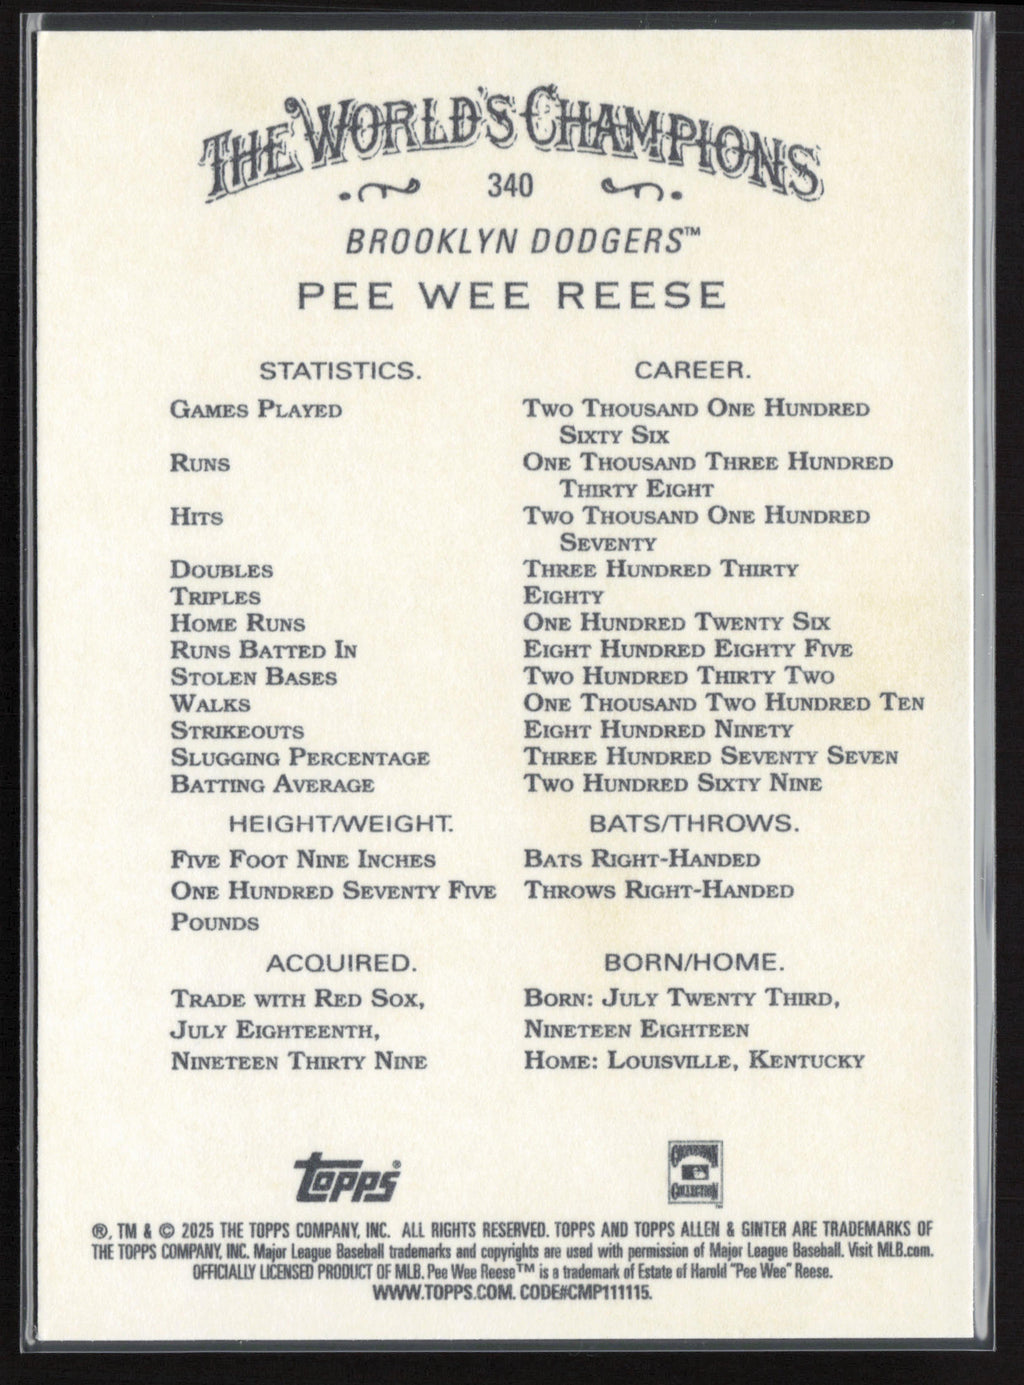 THE WORLD'S CHAMPIONS
340
BROOKLYN DODGERS™
PEE WEE REESE
STATISTICS. CAREER.
GAMES PLAYED TWO THOUSAND ONE HUNDRED
SIXTY SIX
RUNS ONE THOUSAND THREE HUNDRED
THIRTY EIGHT
HITS TWO THOUSAND ONE HUNDRED
SEVENTY
DOUBLES THREE HUNDRED THIRTY
TRIPLES EIGHTY
HOME RUNS ONE HUNDRED TWENTY SIX
RUNS BATTED IN EIGHT HUNDRED EIGHTY FIVE
STOLEN BASES TWO HUNDRED THIRTY TWO
WALKS ONE THOUSAND TWO HUNDRED TEN
STRIKEOUTS EIGHT HUNDRED NINETY
SLUGGING PERCENTAGE THREE HUNDRED SEVENTY SEVEN
BATTING AVERAGE TWO HUNDRED SIXTY NINE
HEIGHT/WEIGHT. BATS/THROWS.
FIVE FOOT NINE INCHES BATS RIGHT-HANDED
ONE HUNDRED SEVENTY FIVE THROWS RIGHT-HANDED
POUNDS
ACQUIRED. BORN/HOME.
TRADE WITH RED SOX, BORN: JULY TWENTY THIRD,
JULY EIGHTEENTH, NINETEEN EIGHTEEN
NINETEEN THIRTY NINE HOME: LOUISVILLE, KENTUCKY
Topps® COOPERSTOWN
COLLECTION™
®, TM & © 2025 THE TOPPS COMPANY, INC. ALL RIGHTS RESERVED. TOPPS AND TOPPS ALLEN & GINTER ARE TRADEMARKS OF
THE TOPPS COMPANY, INC. Major League Baseball trademarks and copyrights are used with permission of Major League Baseball. Visit MLB.com.
OFFICIALLY LICENSED PRODUCT OF MLB. Pee Wee Reese™ is a trademark of Estate of Harold "Pee Wee" Reese.
WWW.TOPPS.COM. CODE#CMP111115.